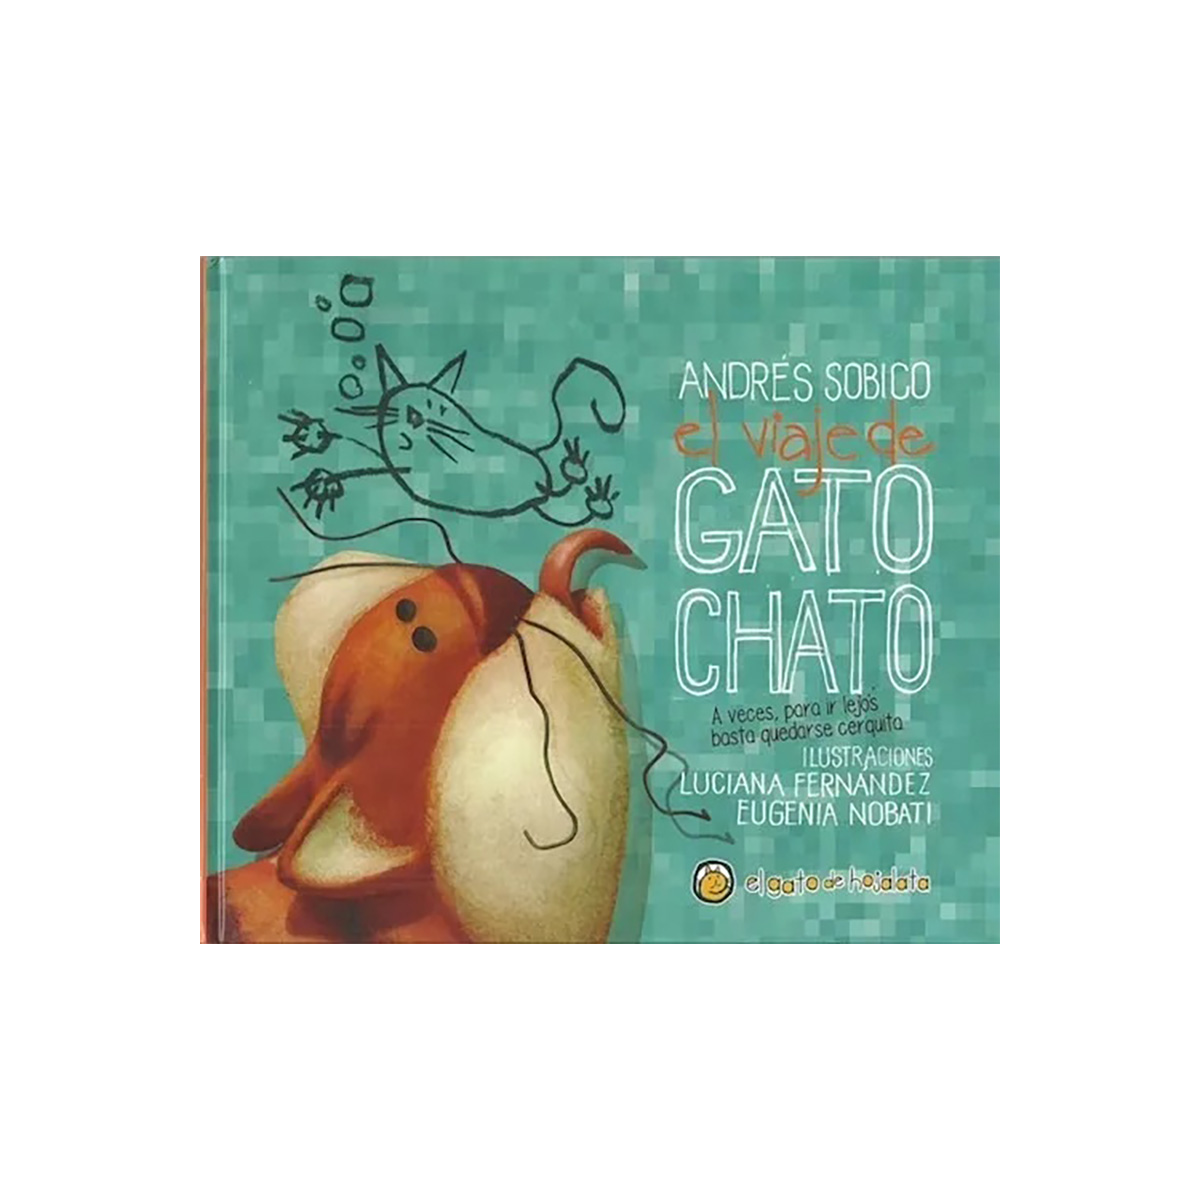 ANDRÉS SOBICO
el viaje de
GATO
CHATO
A veces, para ir lejos
basta quedarse cerquita
ILUSTRACIONES
LUCIANA FERNÁNDEZ
EUGENIA NOBATI
el gato de hojalata